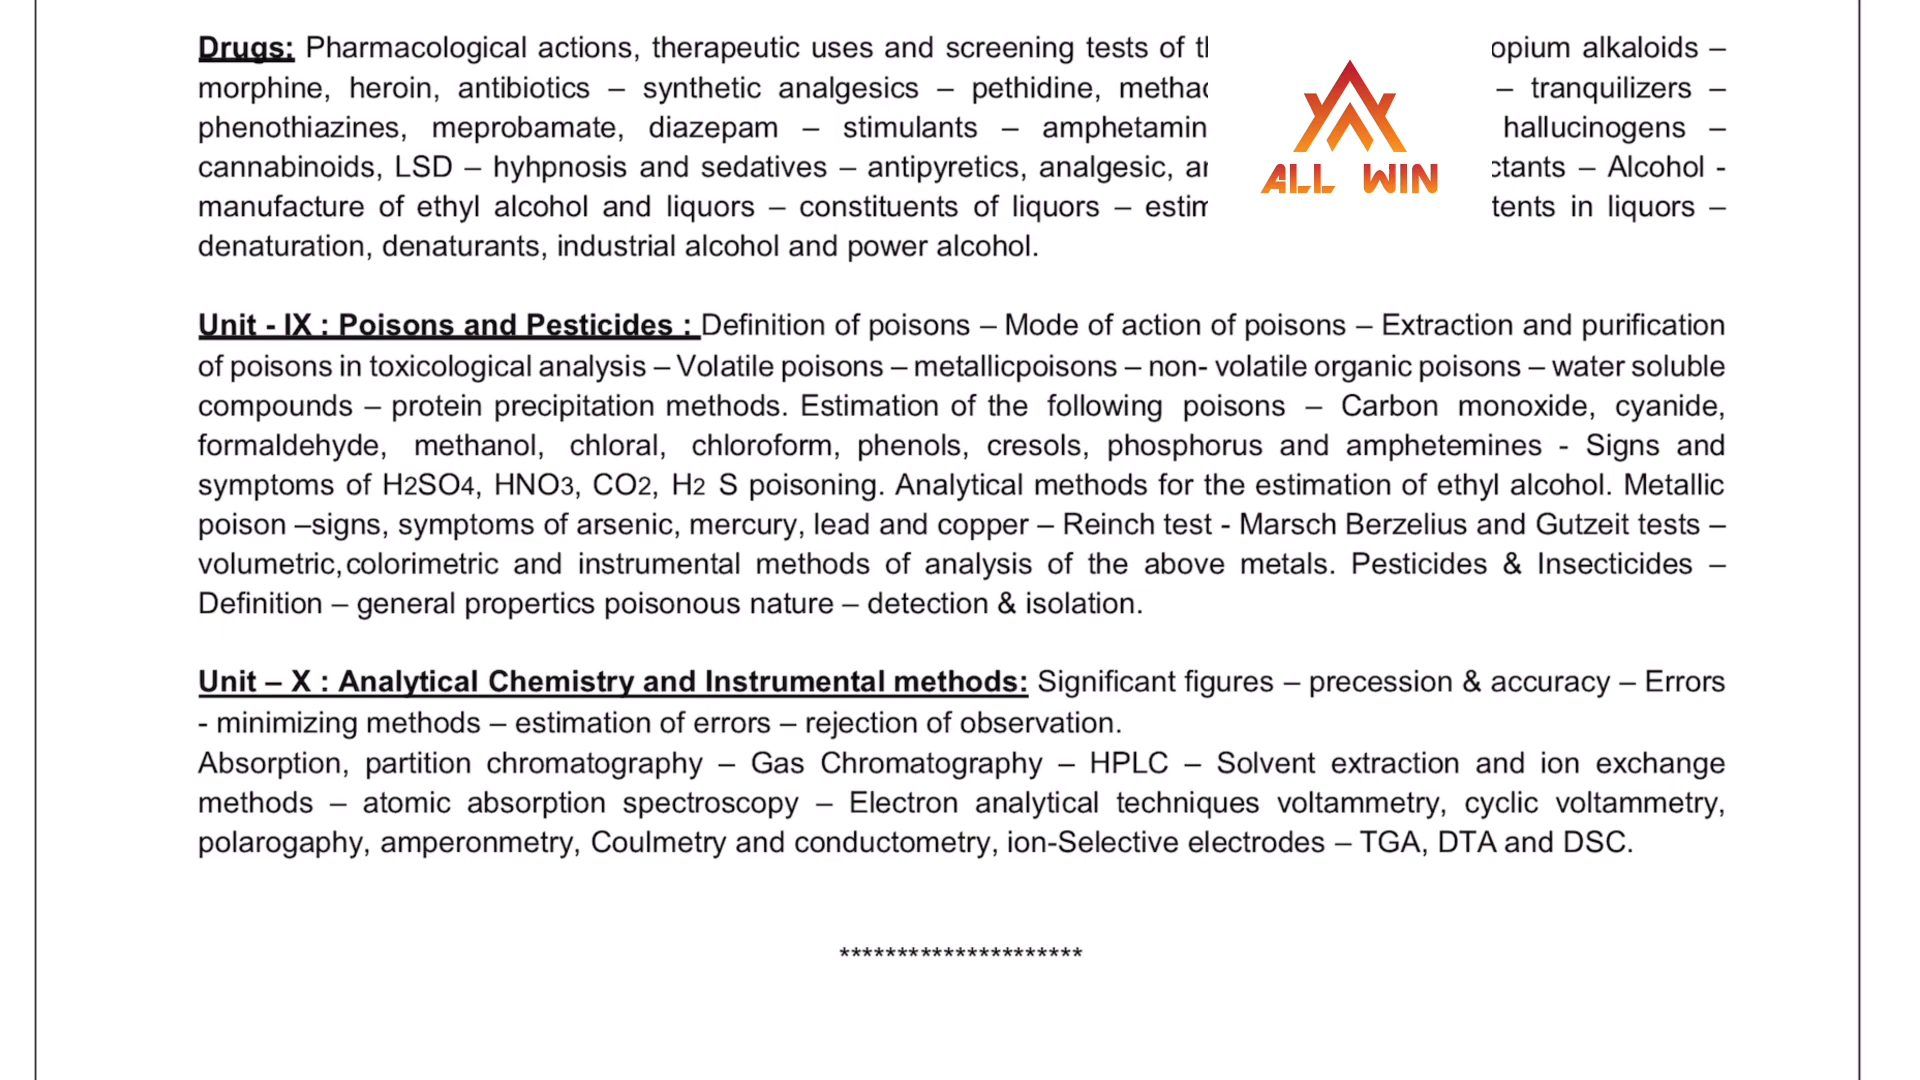 Drugs: Pharmacological actions, therapeutic uses and screening tests of opium alkaloids –
morphine, heroin, antibiotics – synthetic analgesics – pethidine, – tranquilizers –
phenothiazines, meprobamate, diazepam – stimulants – hallucinogens –
cannabinoids, LSD – hyhpnosis and sedatives – antipyretics, analgesic, – Alcohol -
manufacture of ethyl alcohol and liquors – constituents of liquors – in liquors –
denaturation, denaturants, industrial alcohol and power alcohol.
ALL WIN
Unit - IX : Poisons and Pesticides : Definition of poisons – Mode of action of poisons – Extraction and purification
of poisons in toxicological analysis – Volatile poisons – metallicpoisons – non- volatile organic poisons – water soluble
compounds – protein precipitation methods. Estimation of the following poisons – Carbon monoxide, cyanide,
formaldehyde, methanol, chloral, chloroform, phenols, cresols, phosphorus and amphetemines - Signs and
symptoms of H2SO4, HNO3, CO2, H2 S poisoning. Analytical methods for the estimation of ethyl alcohol. Metallic
poison –signs, symptoms of arsenic, mercury, lead and copper – Reinch test - Marsch Berzelius and Gutzeit tests –
volumetric,colorimetric and instrumental methods of analysis of the above metals. Pesticides & Insecticides –
Definition – general propertics poisonous nature – detection & isolation.
Unit – X : Analytical Chemistry and Instrumental methods: Significant figures – precession & accuracy – Errors
- minimizing methods – estimation of errors – rejection of observation.
Absorption, partition chromatography – Gas Chromatography – HPLC – Solvent extraction and ion exchange
methods – atomic absorption spectroscopy – Electron analytical techniques voltammetry, cyclic voltammetry,
polarogaphy, amperonmetry, Coulmetry and conductometry, ion-Selective electrodes – TGA, DTA and DSC.
*********************